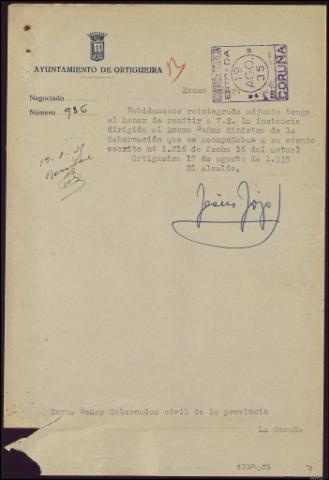 AYUNTAMIENTO DE ORTIGUEIRA
Negociado
Número 936
Excmo
ENTRADA
19 AGO. 35
CORUÑA
Debidamente reintegrada adjunto tengo
el honor de remitir a V.E. la instancia
dirigida al Excmo Señor Ministro de la
Gobernación que se acompañaba a su atento
escrito nº 1.216 de fecha 16 del actual
Ortigueira 17 de agosto de 1.935
El Alcalde,
Jesús
Excmo Señor Gobernador civil de la provincia
La Coruña